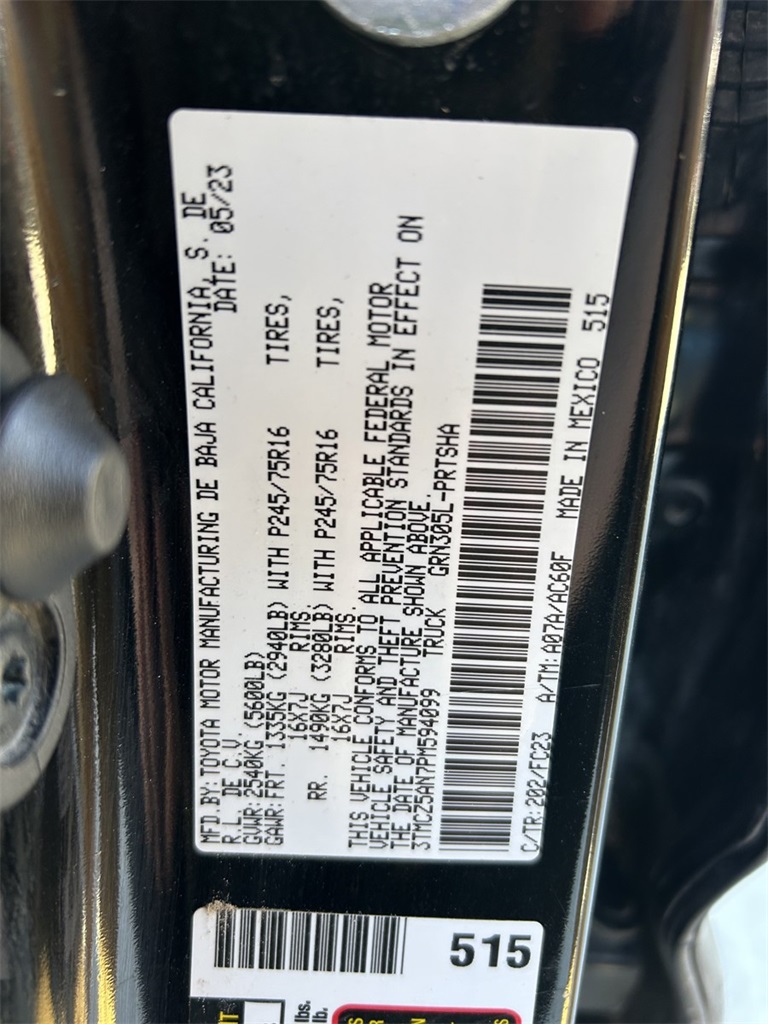 MFD.BY:TOYOTA MOTOR MANUFACTURING DE BAJA CALIFORNIA, S. DE
R.L. DE C.V. DATE: 05/23
GVWR:2540KG (5600LB)
GAWR:FRT. 1335KG (2940LB) WITH P245/75R16 TIRES,
16X7J RIMS.
RR. 1490KG (3280LB) WITH P245/75R16 TIRES,
16X7J RIMS.
THIS VEHICLE CONFORMS TO ALL APPLICABLE FEDERAL MOTOR
VEHICLE SAFETY AND THEFT PREVENTION STANDARDS IN EFFECT ON
THE DATE OF MANUFACTURE SHOWN ABOVE.
3TMCZ5AN7PM594099 TRUCK GRN305L-PRTSHA
C/TR:202/FC23 A/TM:A07A/AC60F MADE IN MEXICO 515
515
lbs.
lb.